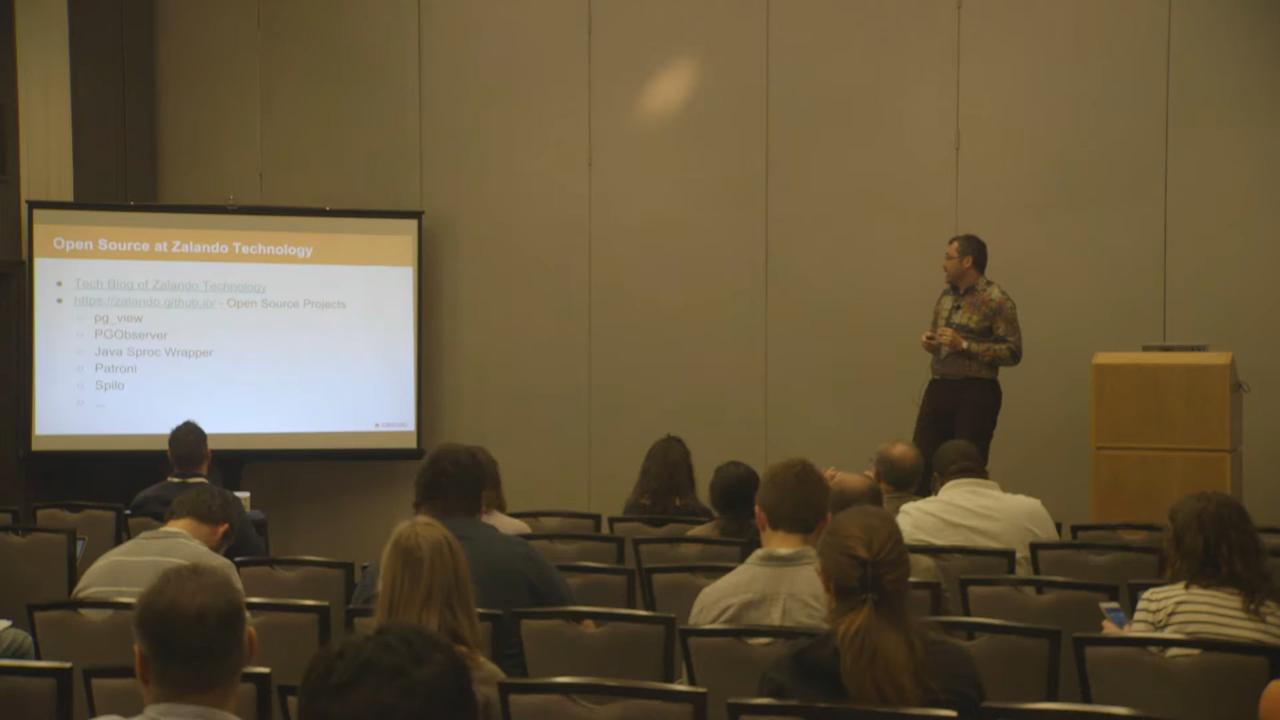 Open Source at Zalando Technology
Tech Blog of Zalando Technology
https://zalando.github.io/ - Open Source Projects
pg_view
PGObserver
Java Sproc Wrapper
Patroni
Spilo
...
zalando